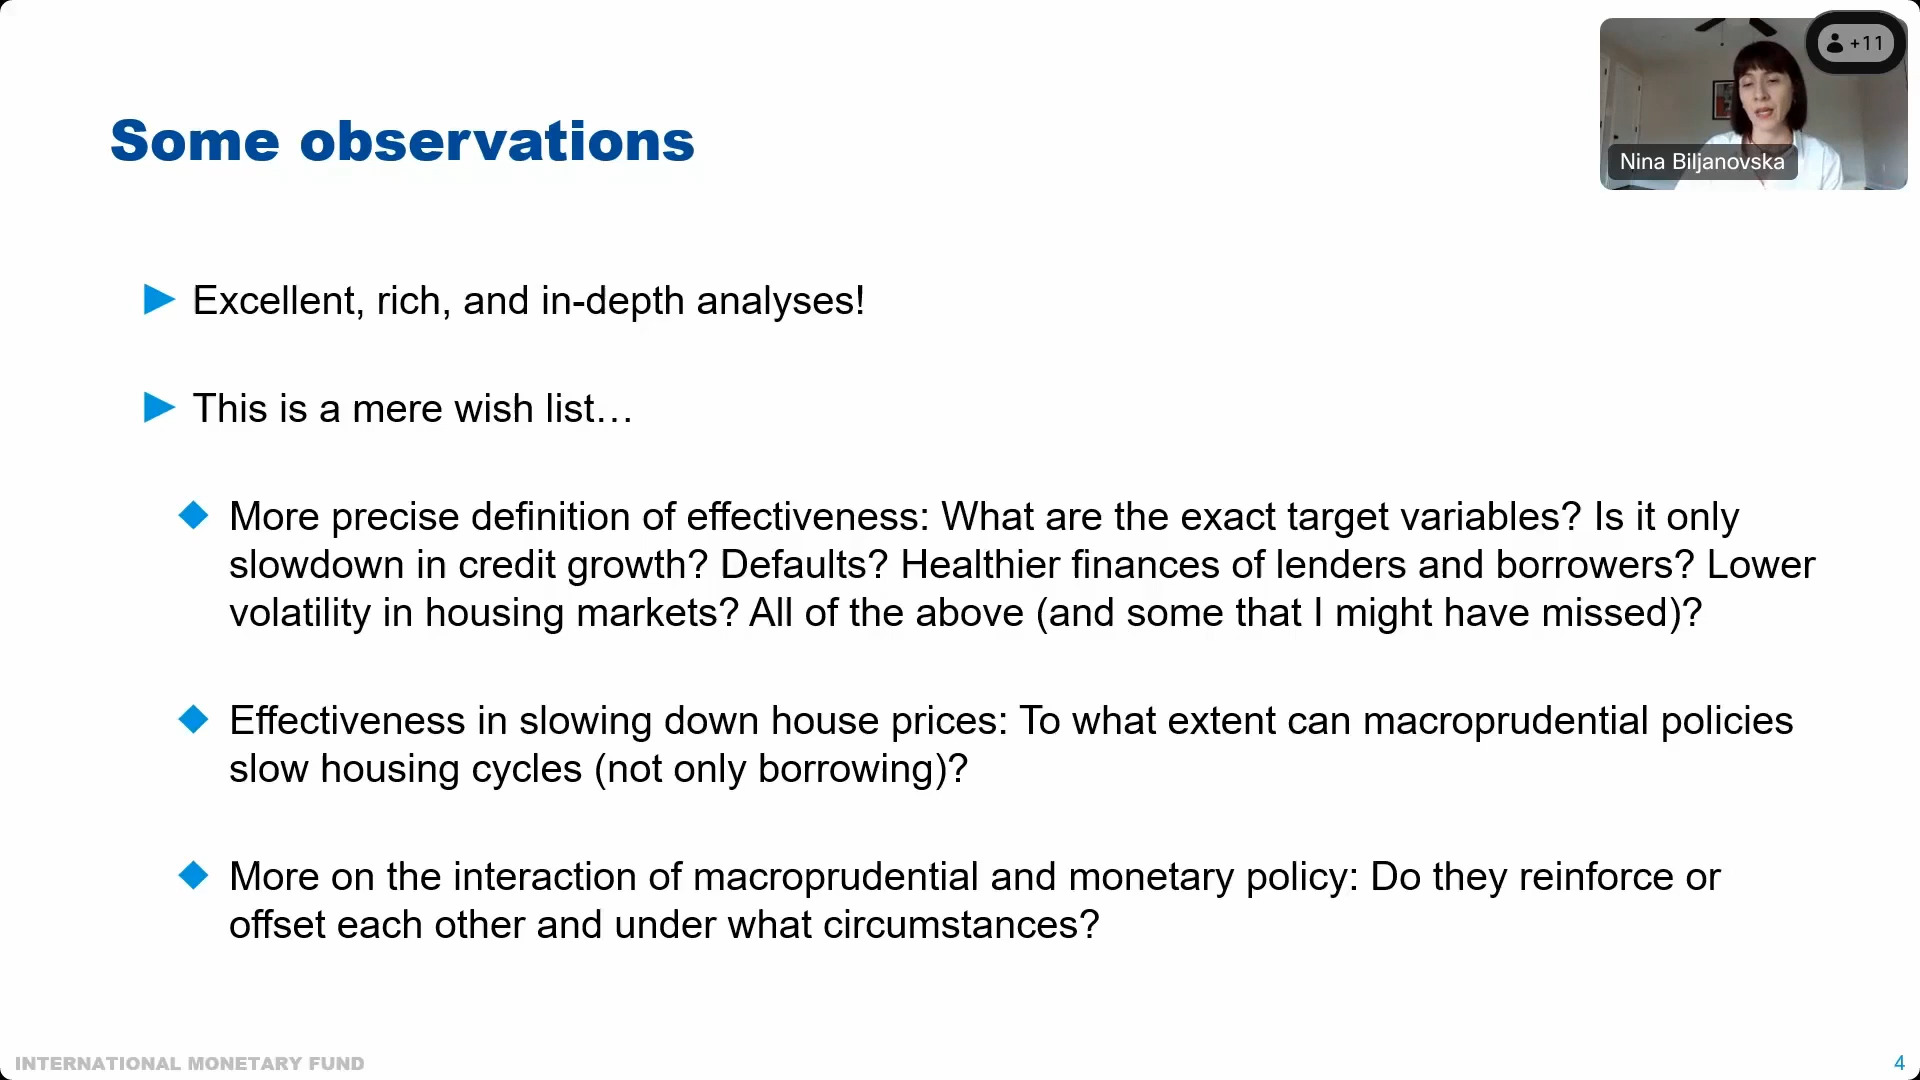 +11
Some observations
Nina Biljanovska
Excellent, rich, and in-depth analyses!
This is a mere wish list…
More precise definition of effectiveness: What are the exact target variables? Is it only
slowdown in credit growth? Defaults? Healthier finances of lenders and borrowers? Lower
volatility in housing markets? All of the above (and some that I might have missed)?
Effectiveness in slowing down house prices: To what extent can macroprudential policies
slow housing cycles (not only borrowing)?
More on the interaction of macroprudential and monetary policy: Do they reinforce or
offset each other and under what circumstances?
INTERNATIONAL MONETARY FUND
4